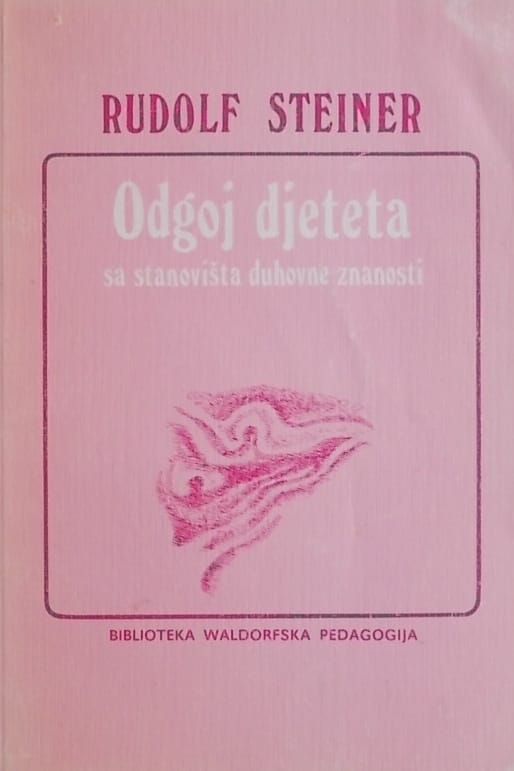 RUDOLF STEINER
Odgoj djeteta
sa stanovišta duhovne znanosti
BIBLIOTEKA WALDORFSKA PEDAGOGIJA